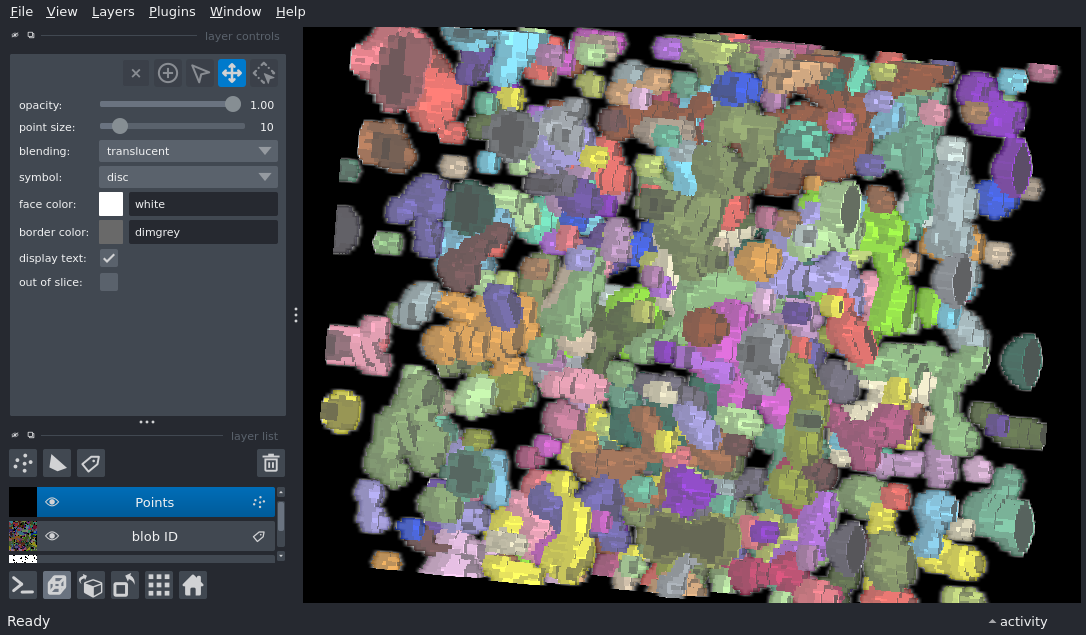 File View Layers Plugins Window Help
layer controls
opacity: 1.00
point size: 10
blending: translucent
symbol: disc
face color: white
border color: dimgrey
display text:
out of slice:
layer list
Points
blob ID
Ready
activity